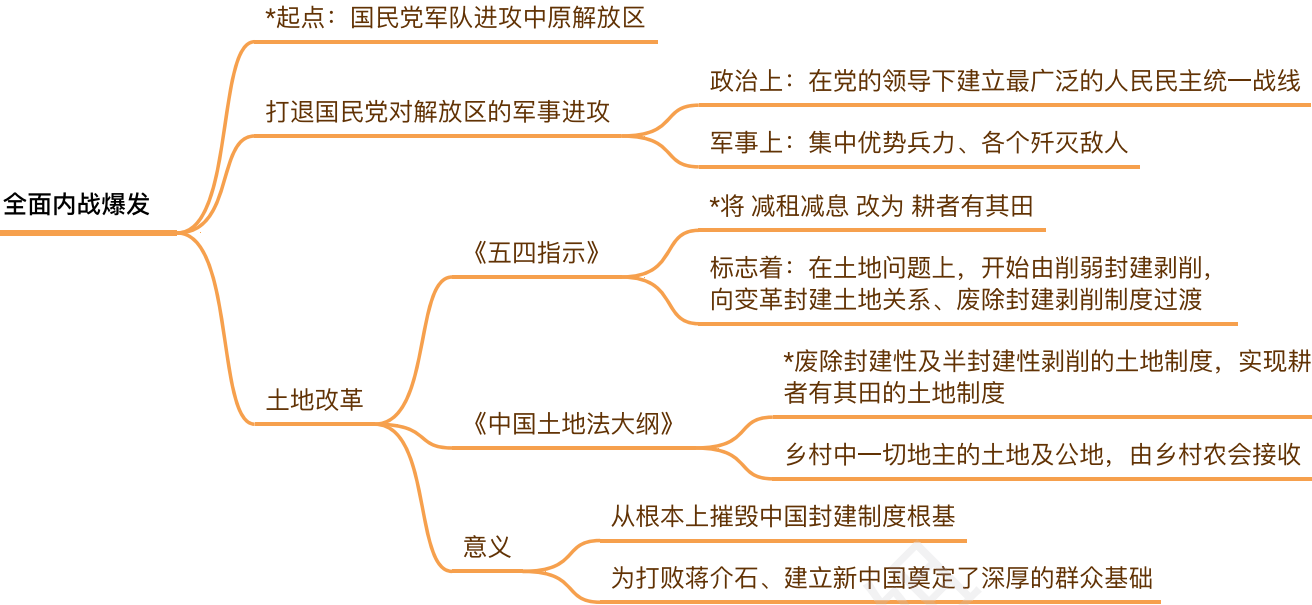 *起点：国民党军队进攻中原解放区
政治上：在党的领导下建立最广泛的人民民主统一战线
打退国民党对解放区的军事进攻
军事上：集中优势兵力、各个歼灭敌人
全面内战爆发
*将 减租减息 改为 耕者有其田
《五四指示》
标志着：在土地问题上，开始由削弱封建剥削，
向变革封建土地关系、废除封建剥削制度过渡
*废除封建性及半封建性剥削的土地制度，实现耕
者有其田的土地制度
土地改革
《中国土地法大纲》
乡村中一切地主的土地及公地，由乡村农会接收
从根本上摧毁中国封建制度根基
意义
为打败蒋介石、建立新中国奠定了深厚的群众基础